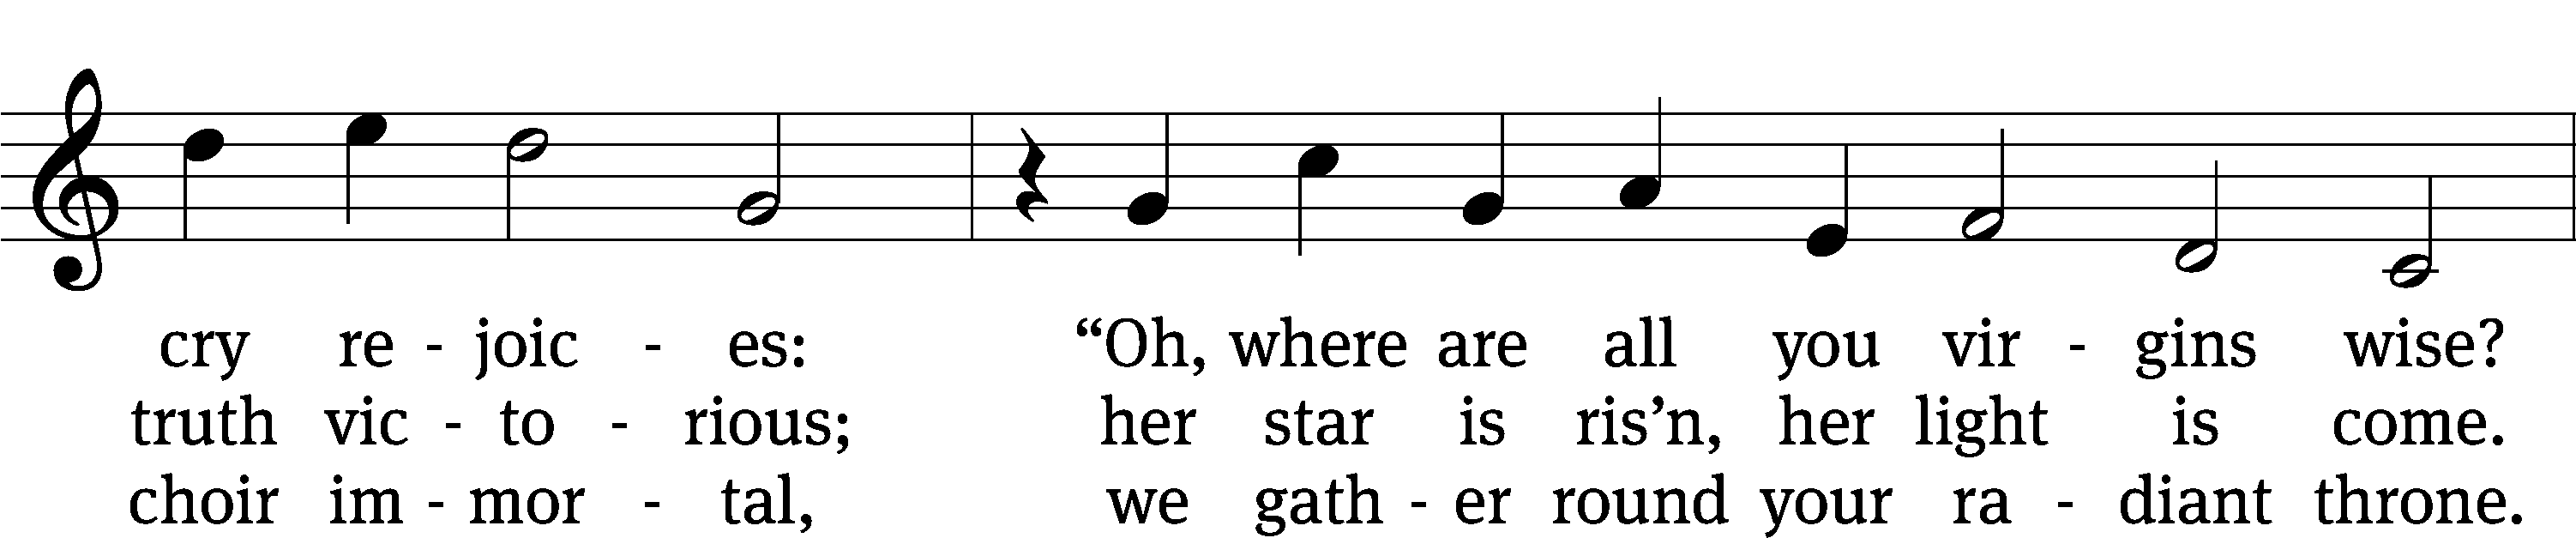 cry re - joic - es: “Oh, where are all you vir - gins wise?
truth vic - to - rious; her star is ris’n, her light is come.
choir im - mor - tal, we gath - er round your ra - diant throne.